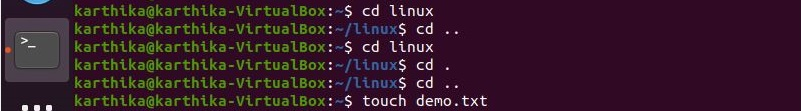 karthika@karthika-VirtualBox:~$ cd linux
karthika@karthika-VirtualBox:~/linux$ cd ..
karthika@karthika-VirtualBox:~$ cd linux
karthika@karthika-VirtualBox:~/linux$ cd .
karthika@karthika-VirtualBox:~/linux$ cd ..
karthika@karthika-VirtualBox:~$ touch demo.txt